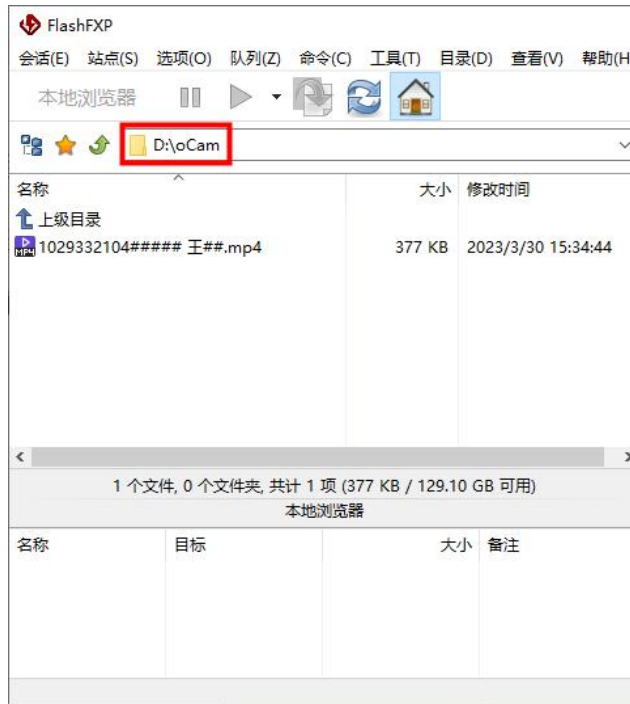 FlashFXP
会话(E) 站点(S) 选项(O) 队列(Z) 命令(C) 工具(T) 目录(D) 查看(V) 帮助(H
本地浏览器
D:\oCam
名称 大小 修改时间
上级目录
1029332104##### 王##.mp4 377 KB 2023/3/30 15:34:44
1 个文件, 0 个文件夹, 共计 1 项 (377 KB / 129.10 GB 可用)
本地浏览器
名称 目标 大小 备注